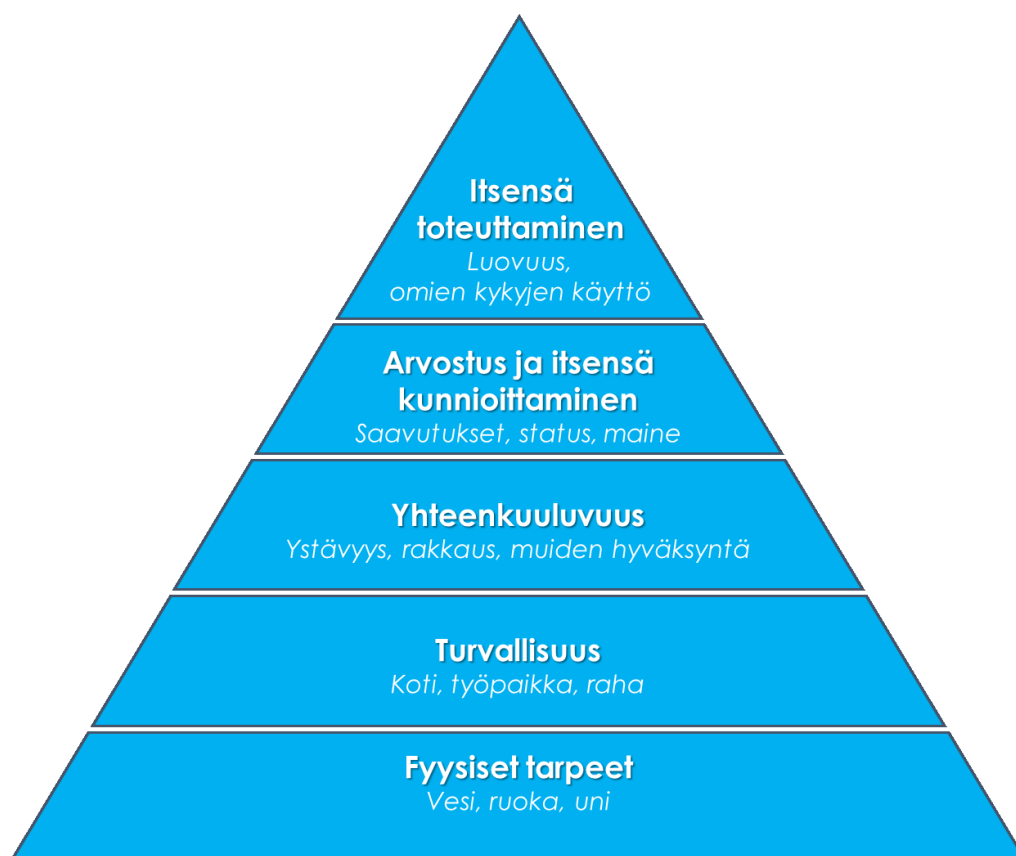 Itsensä
toteuttaminen
Luovuus,
omien kykyjen käyttö
Arvostus ja itsensä
kunnioittaminen
Saavutukset, status, maine
Yhteenkuuluvuus
Ystävyys, rakkaus, muiden hyväksyntä
Turvallisuus
Koti, työpaikka, raha
Fyysiset tarpeet
Vesi, ruoka, uni